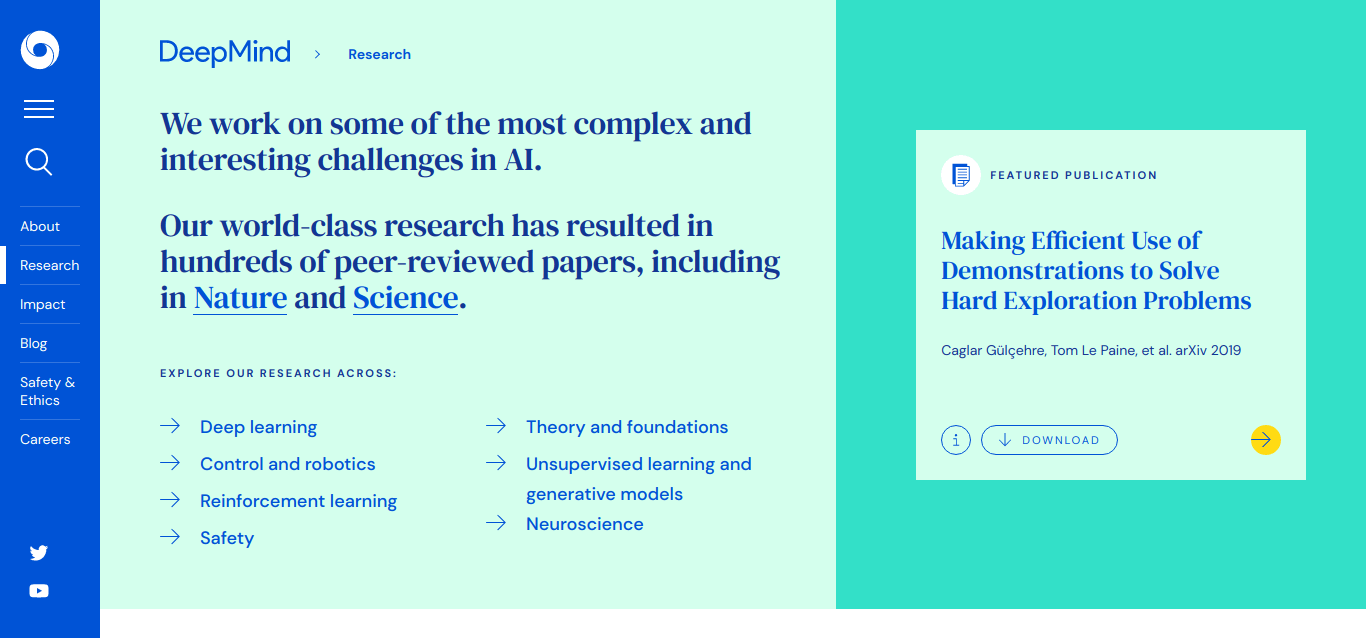 DeepMind
Research
We work on some of the most complex and
interesting challenges in AI.
Our world-class research has resulted in
hundreds of peer-reviewed papers, including
in Nature and Science.
EXPLORE OUR RESEARCH ACROSS:
Deep learning
Control and robotics
Reinforcement learning
Safety
Theory and foundations
Unsupervised learning and
generative models
Neuroscience
About
Research
Impact
Blog
Safety &
Ethics
Careers
FEATURED PUBLICATION
Making Efficient Use of
Demonstrations to Solve
Hard Exploration Problems
Caglar Gülçehre, Tom Le Paine, et al. arXiv 2019
i
DOWNLOAD